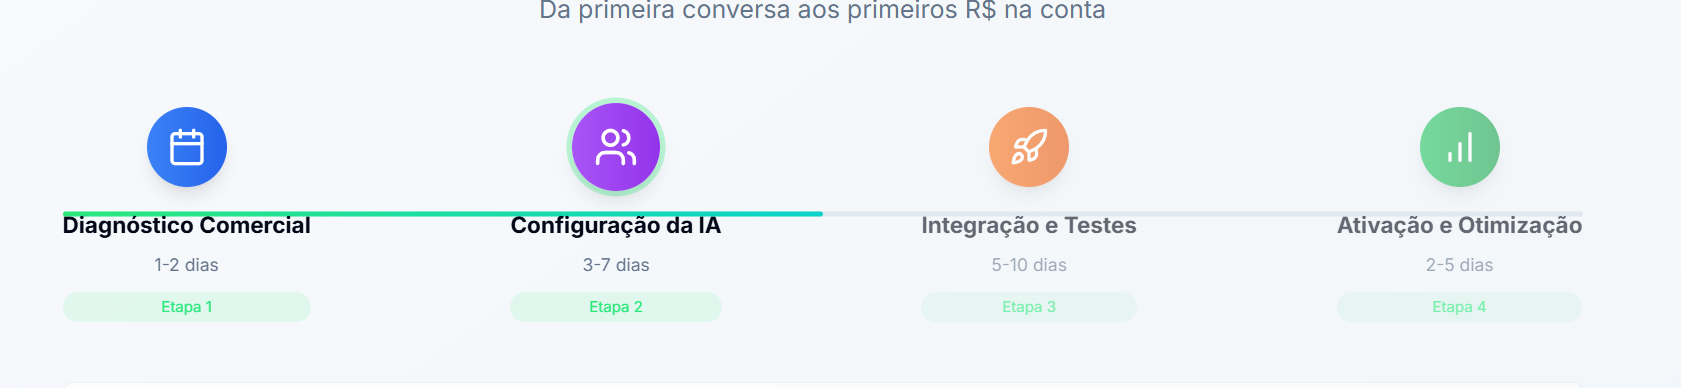 Da primeira conversa aos primeiros R$ na conta
Diagnóstico Comercial
1-2 dias
Etapa 1
Configuração da IA
3-7 dias
Etapa 2
Integração e Testes
5-10 dias
Etapa 3
Ativação e Otimização
2-5 dias
Etapa 4